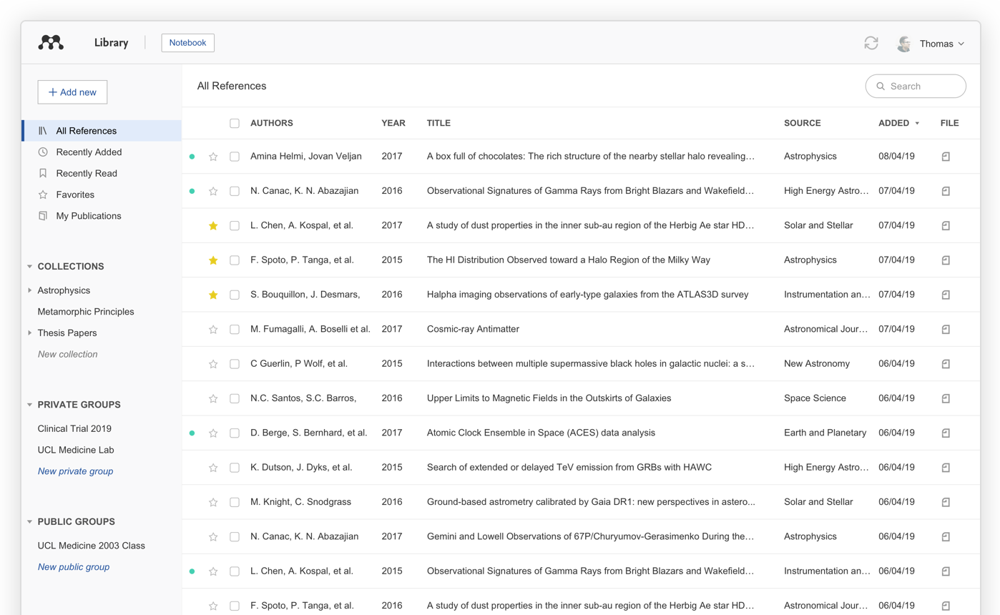 Library
Notebook
Thomas
+ Add new
All References
Recently Added
Recently Read
Favorites
My Publications
COLLECTIONS
Astrophysics
Metamorphic Principles
Thesis Papers
New collection
PRIVATE GROUPS
Clinical Trial 2019
UCL Medicine Lab
New private group
PUBLIC GROUPS
UCL Medicine 2003 Class
New public group
All References
Search
AUTHORS YEAR TITLE SOURCE ADDED FILE
Amina Helmi, Jovan Veljan 2017 A box full of chocolates: The rich structure of the nearby stellar halo revealing… Astrophysics 08/04/19
N. Canac, K. N. Abazajian 2016 Observational Signatures of Gamma Rays from Bright Blazars and Wakefield… High Energy Astro… 07/04/19
L. Chen, A. Kospal, et al. 2017 A study of dust properties in the inner sub-au region of the Herbig Ae star HD… Solar and Stellar 07/04/19
F. Spoto, P. Tanga, et al. 2015 The HI Distribution Observed toward a Halo Region of the Milky Way Astrophysics 07/04/19
S. Bouquillon, J. Desmars, 2016 Halpha imaging observations of early-type galaxies from the ATLAS3D survey Instrumentation an… 07/04/19
M. Fumagalli, A. Boselli et al. 2017 Cosmic-ray Antimatter Astronomical Jour… 07/04/19
C Guerlin, P Wolf, et al. 2015 Interactions between multiple supermassive black holes in galactic nuclei: a s… New Astronomy 06/04/19
N.C. Santos, S.C. Barros, 2016 Upper Limits to Magnetic Fields in the Outskirts of Galaxies Space Science 06/04/19
D. Berge, S. Bernhard, et al. 2017 Atomic Clock Ensemble in Space (ACES) data analysis Earth and Planetary 06/04/19
K. Dutson, J. Dyks, et al. 2015 Search of extended or delayed TeV emission from GRBs with HAWC High Energy Astro… 06/04/19
M. Knight, C. Snodgrass 2016 Ground-based astrometry calibrated by Gaia DR1: new perspectives in astero... Solar and Stellar 06/04/19
N. Canac, K. N. Abazajian 2017 Gemini and Lowell Observations of 67P/Churyumov-Gerasimenko During the… Astrophysics 06/04/19
L. Chen, A. Kospal, et al. 2015 Observational Signatures of Gamma Rays from Bright Blazars and Wakefield… Instrumentation an… 06/04/19
F. Spoto, P. Tanga, et al. 2016 A study of dust properties in the inner sub-au region of the Herbig Ae star HD… Astronomical Jour… 06/04/19